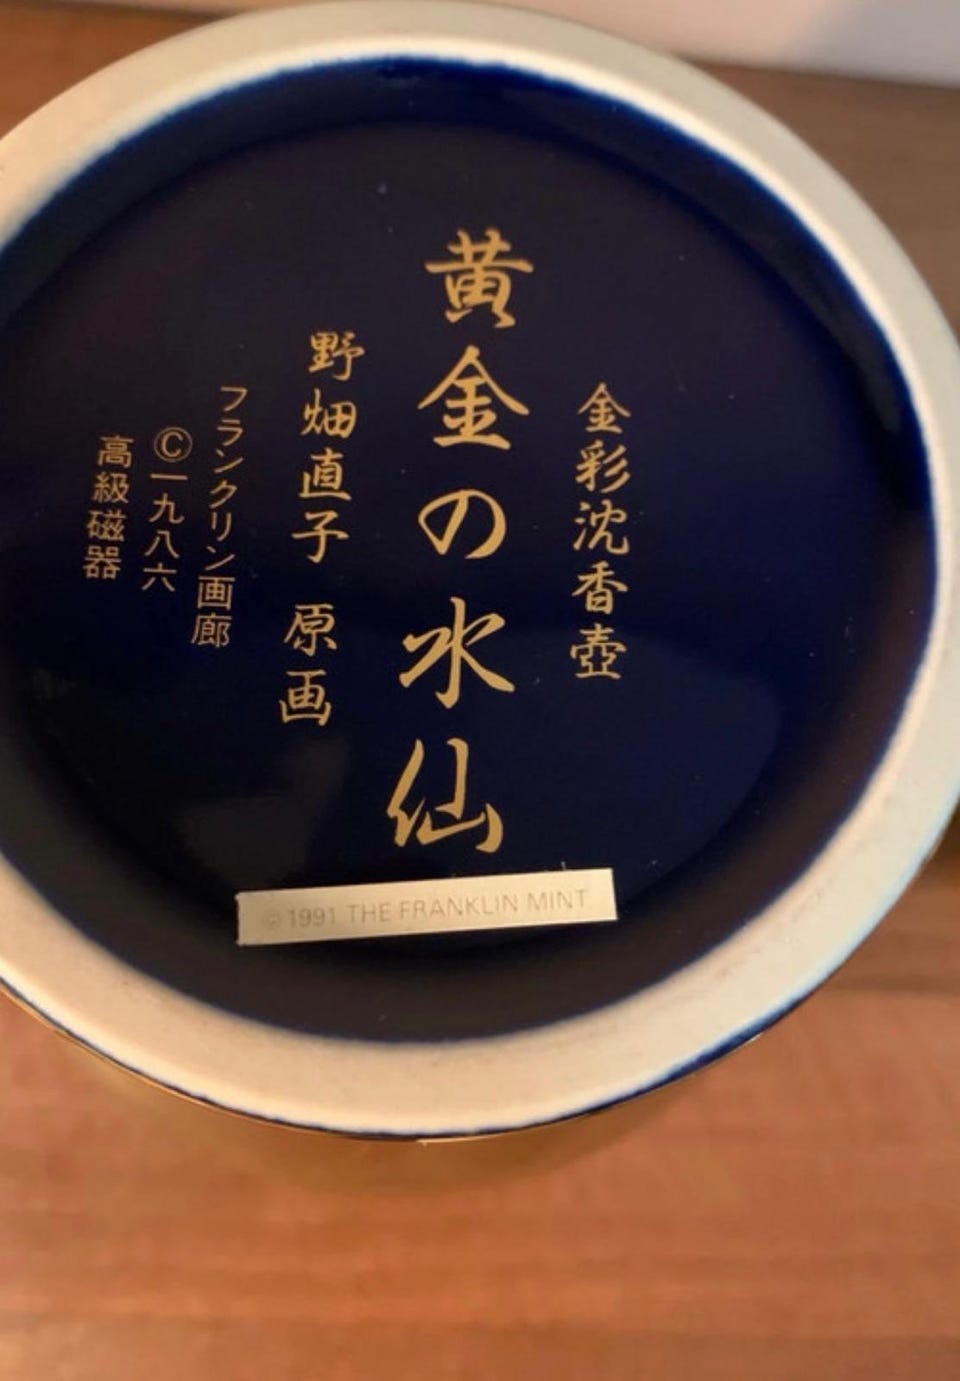 金彩沈香壺
黄金の水仙
野畑直子 原画
フランクリン画廊
©一九八六
高級磁器
© 1991 THE FRANKLIN MINT